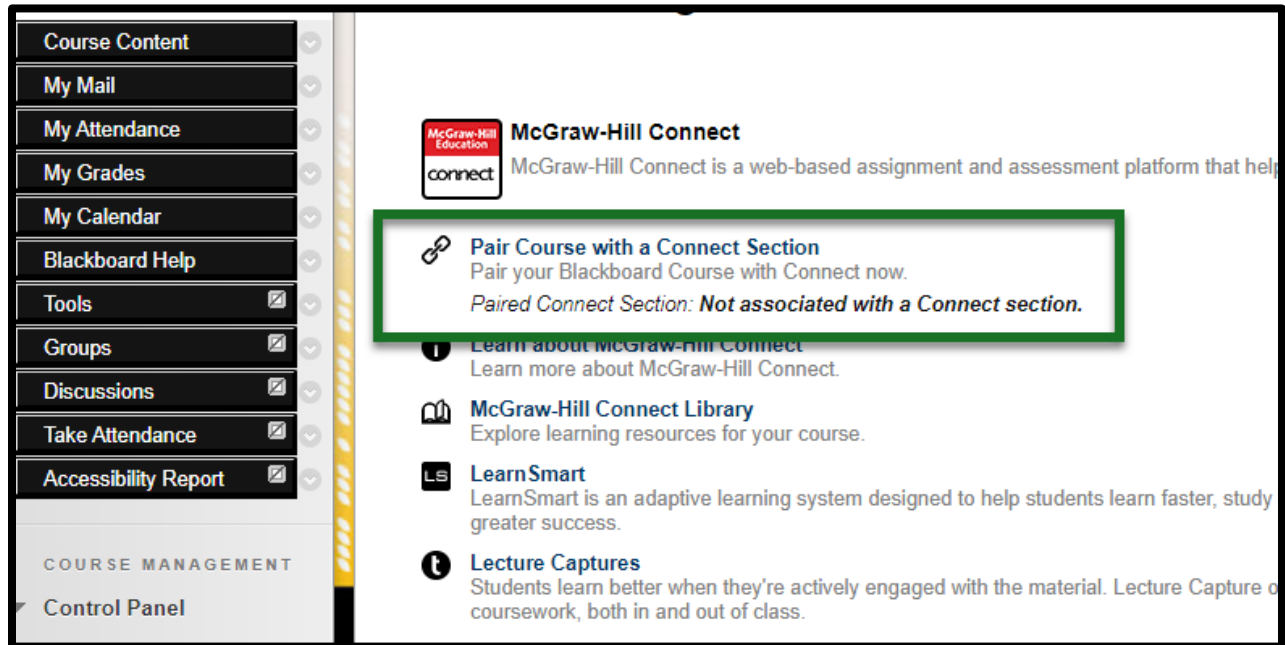 Course Content
My Mail
My Attendance
My Grades
My Calendar
Blackboard Help
Tools
Groups
Discussions
Take Attendance
Accessibility Report
COURSE MANAGEMENT
Control Panel
McGraw-Hill
Education
connect
McGraw-Hill Connect
McGraw-Hill Connect is a web-based assignment and assessment platform that help
Pair Course with a Connect Section
Pair your Blackboard Course with Connect now.
Paired Connect Section: Not associated with a Connect section.
Learn about McGraw-Hill Connect
Learn more about McGraw-Hill Connect.
McGraw-Hill Connect Library
Explore learning resources for your course.
LS
LearnSmart
LearnSmart is an adaptive learning system designed to help students learn faster, study
greater success.
t
Lecture Captures
Students learn better when they're actively engaged with the material. Lecture Capture o
coursework, both in and out of class.